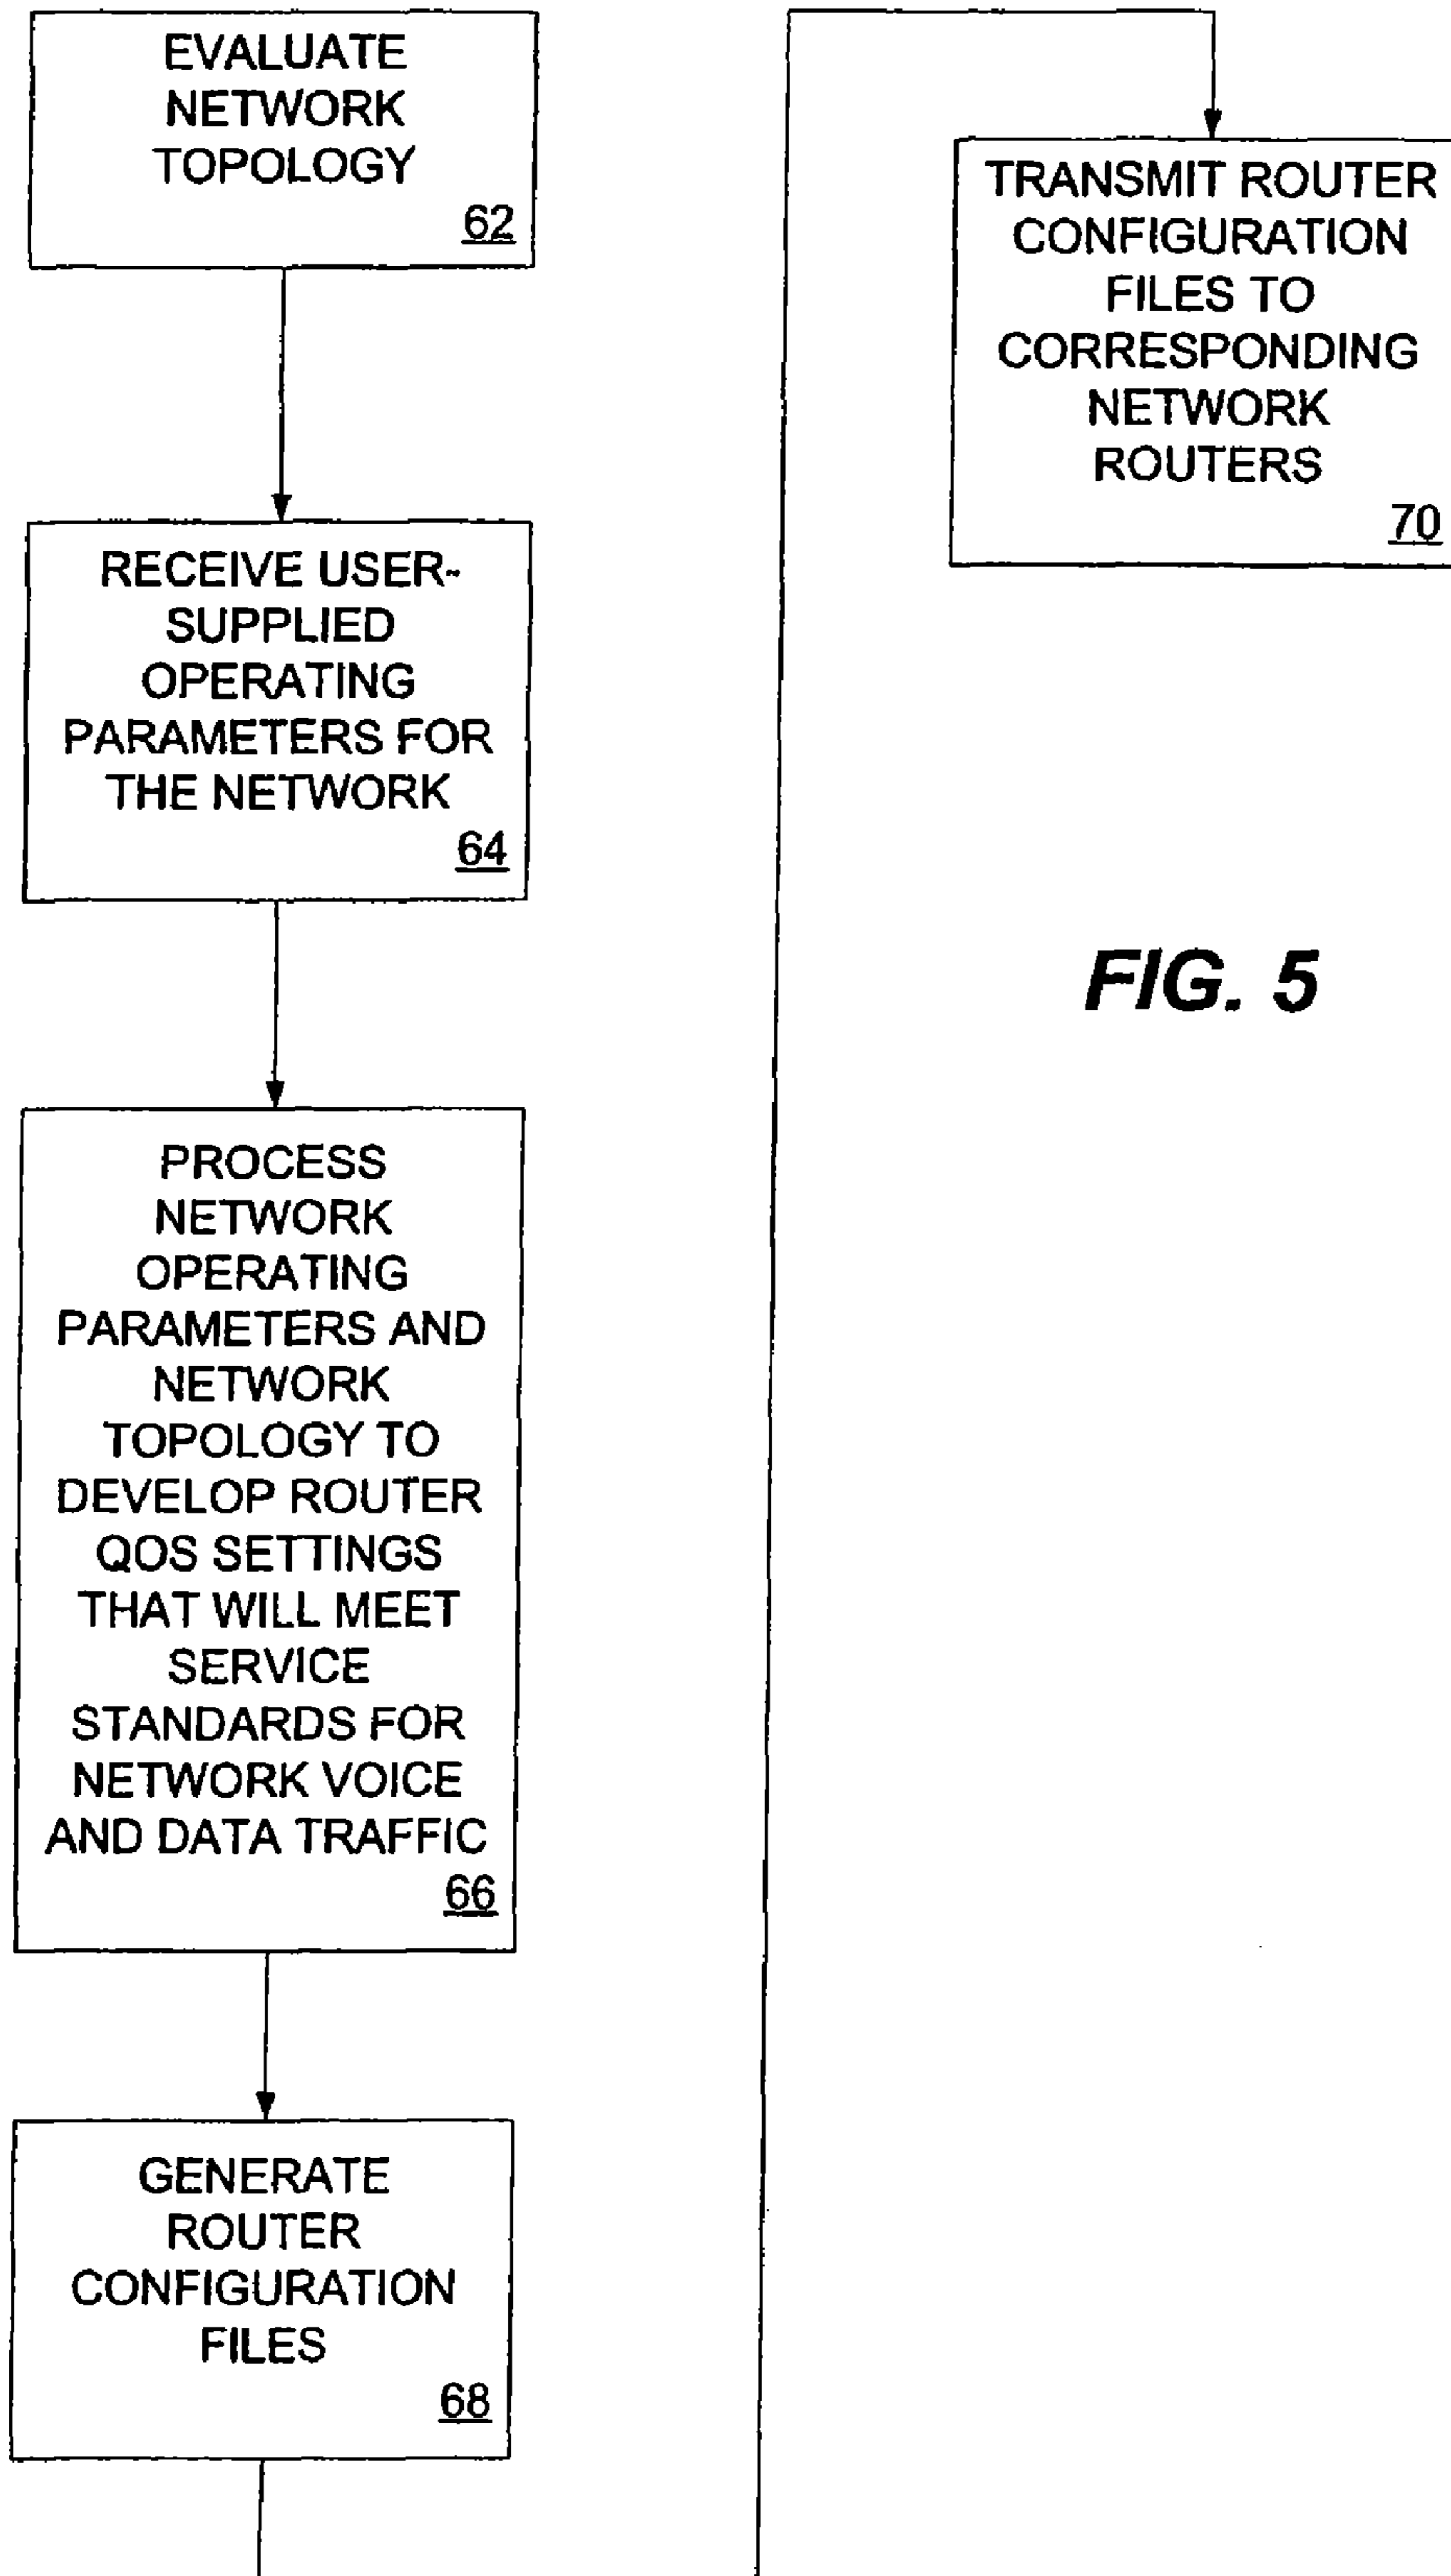 EVALUATE
NETWORK
TOPOLOGY
62
RECEIVE USER-
SUPPLIED
OPERATING
PARAMETERS FOR
THE NETWORK
64
PROCESS
NETWORK
OPERATING
PARAMETERS AND
NETWORK
TOPOLOGY TO
DEVELOP ROUTER
QOS SETTINGS
THAT WILL MEET
SERVICE
STANDARDS FOR
NETWORK VOICE
AND DATA TRAFFIC
66
GENERATE
ROUTER
CONFIGURATION
FILES
68
TRANSMIT ROUTER
CONFIGURATION
FILES TO
CORRESPONDING
NETWORK
ROUTERS
70
FIG. 5